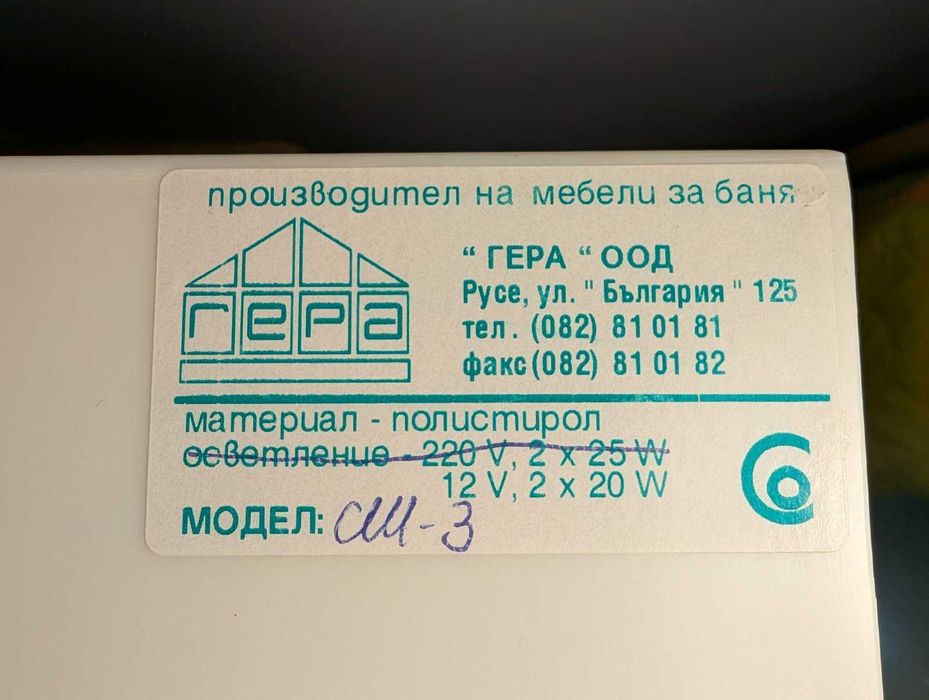 производител на мебели за баня
гера
" ГЕРА " ООД
Русе, ул. " България " 125
тел. (082) 81 01 81
факс (082) 81 01 82
материал - полистирол
осветление - 220 V, 2 x 25 W
12 V, 2 x 20 W
МОДЕЛ: СШ-3